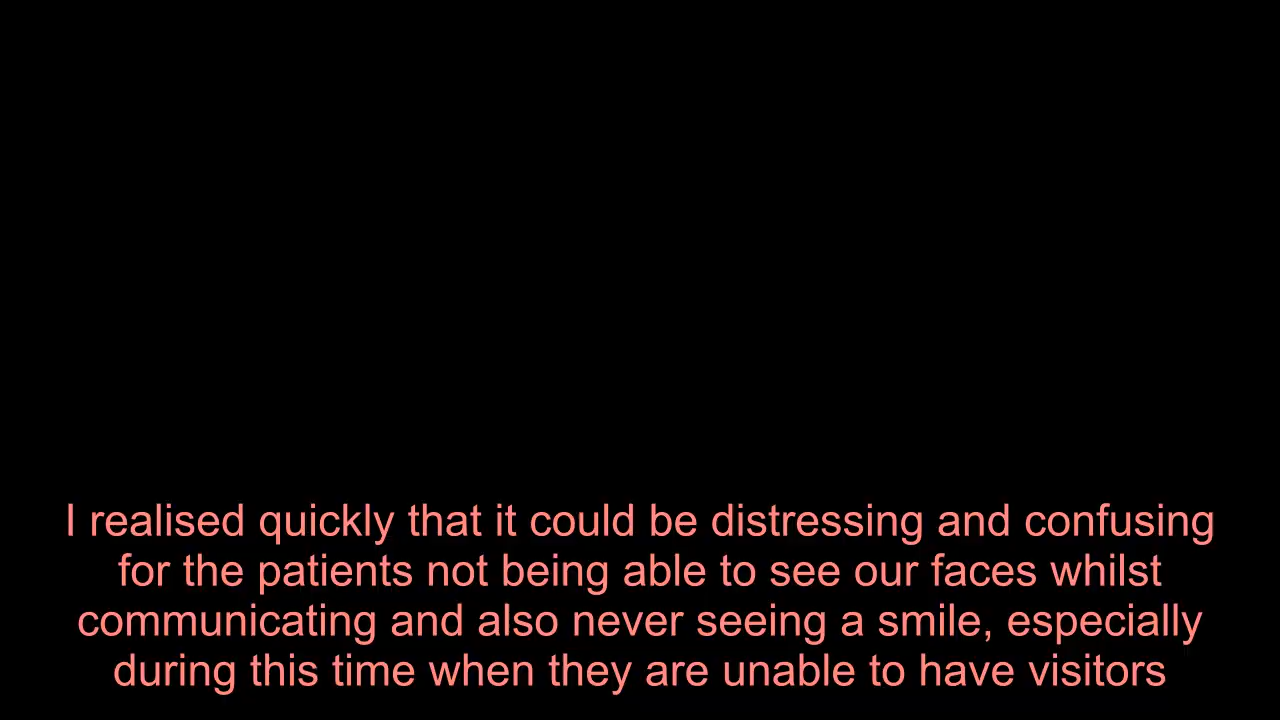 I realised quickly that it could be distressing and confusing
for the patients not being able to see our faces whilst
communicating and also never seeing a smile, especially
during this time when they are unable to have visitors